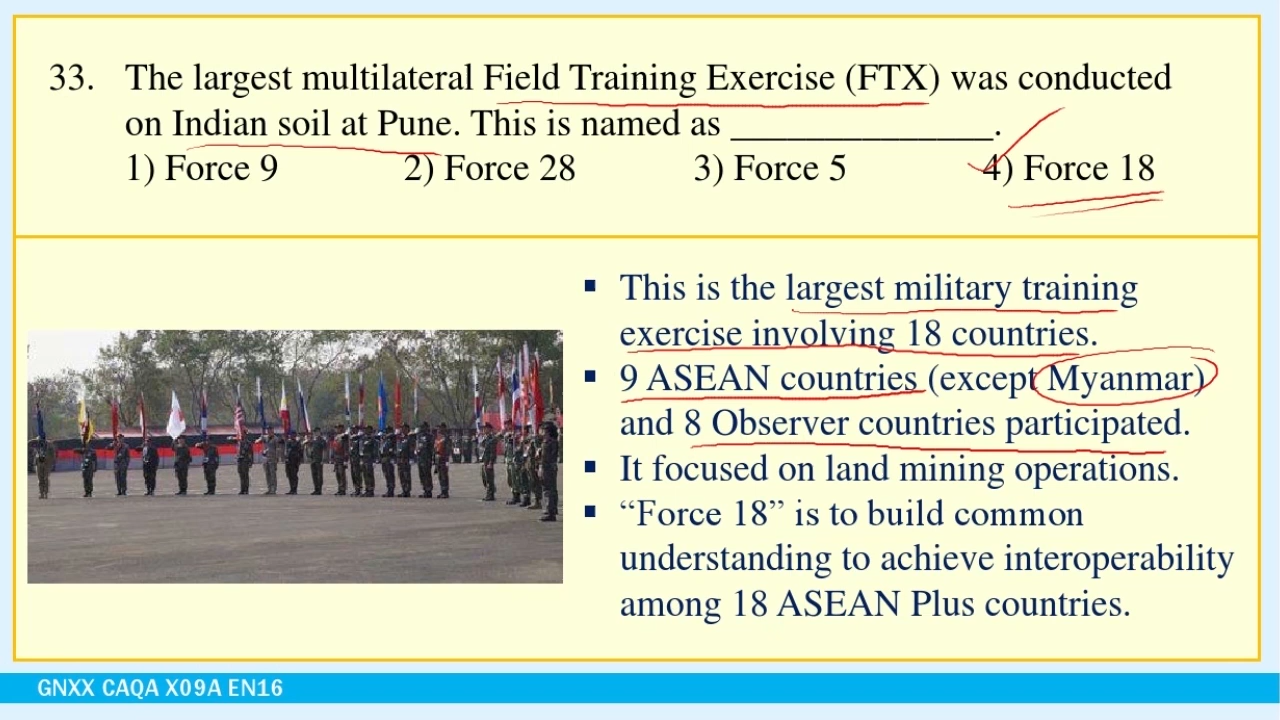 33. The largest multilateral Field Training Exercise (FTX) was conducted
on Indian soil at Pune. This is named as ______________.
1) Force 9 2) Force 28 3) Force 5 4) Force 18
▪ This is the largest military training
exercise involving 18 countries.
▪ 9 ASEAN countries (except Myanmar)
and 8 Observer countries participated.
▪ It focused on land mining operations.
▪ “Force 18” is to build common
understanding to achieve interoperability
among 18 ASEAN Plus countries.
GNXX CAQA X09A EN16